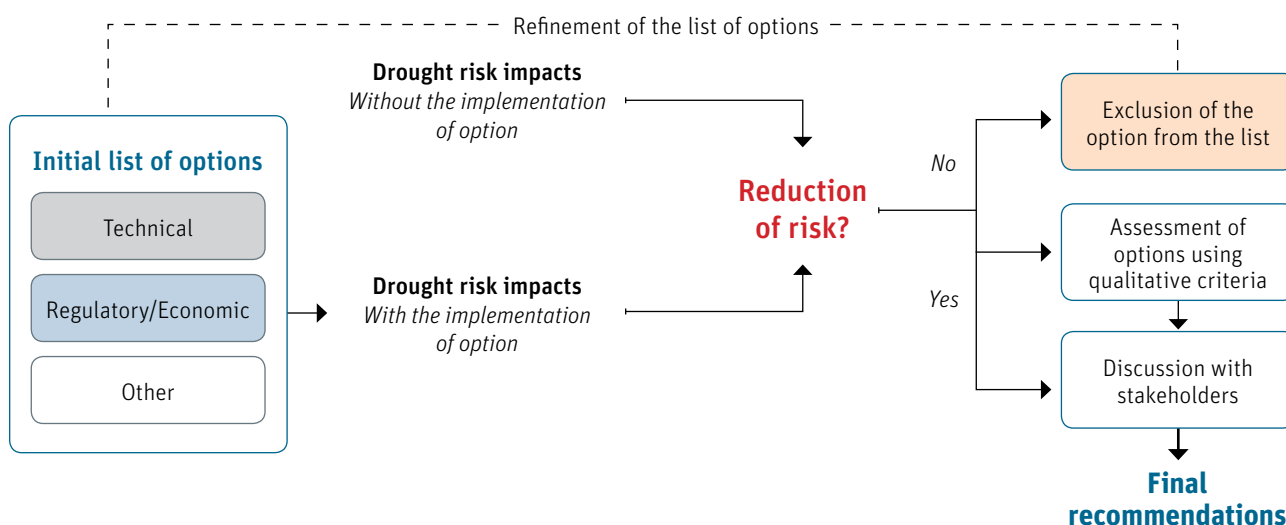 Refinement of the list of options
Initial list of options
Technical
Regulatory/Economic
Other
Drought risk impacts
Without the implementation
of option
Drought risk impacts
With the implementation
of option
Reduction
of risk?
No
Yes
Exclusion of the
option from the list
Assessment of
options using
qualitative criteria
Discussion with
stakeholders
Final
recommendations